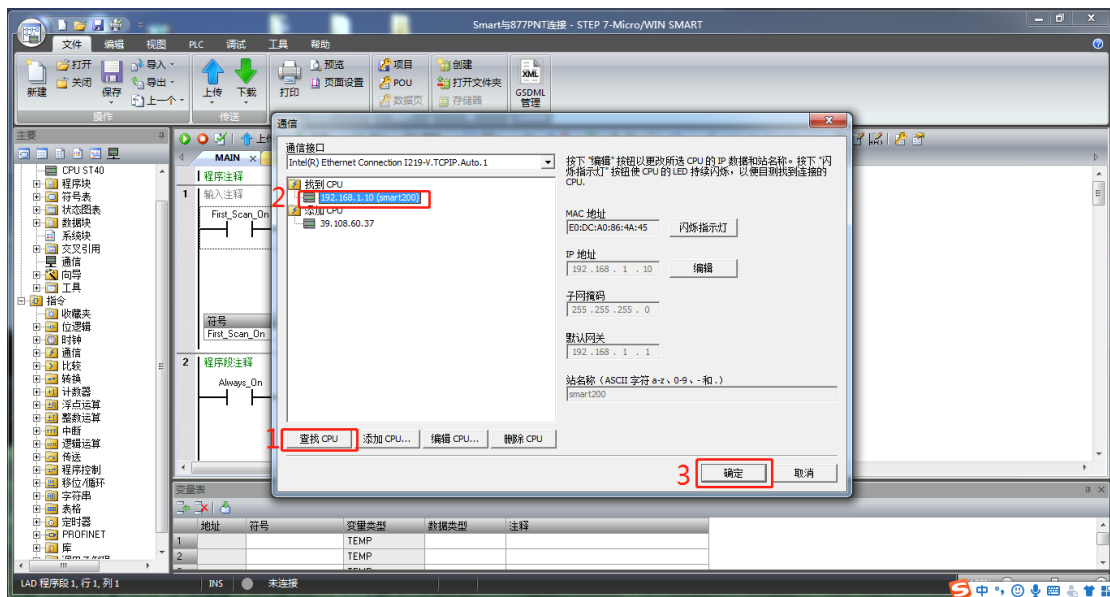 Smart与877PNT连接 - STEP 7-Micro/WIN SMART
文件 编辑 视图 PLC 调试 工具 帮助
新建 打开 关闭 保存 导入 导出 上一个
操作
上传 下载
传送
打印 预览 页面设置
项目 POU 数据页
创建 打开文件夹 存储器
XML
GSDML
管理
主要
CPU ST40
程序块
符号表
状态图表
数据块
系统块
交叉引用
通信
向导
工具
指令
收藏夹
位逻辑
时钟
通信
比较
转换
计数器
浮点运算
整数运算
中断
逻辑运算
传送
程序控制
移位/循环
字符串
表格
定时器
PROFINET
库
MAIN
程序注释
1 输入注释
First_Scan_On
符号
First_Scan_On
2 程序段注释
Always_On
通信
通信接口
Intel(R) Ethernet Connection I219-V.TCPIP.Auto.1
找到 CPU
2
192.168.1.10 (smart200)
添加 CPU
39.108.60.37
1
查找 CPU 添加 CPU... 编辑 CPU... 删除 CPU
按下 "编辑" 按钮以更改所选 CPU 的 IP 数据和站名称。按下 "闪
烁指示灯" 按钮使 CPU 的 LED 持续闪烁，以便目测找到连接的
CPU.
MAC 地址
E0:DC:A0:86:4A:45 闪烁指示灯
IP 地址
192 .168 . 1 . 10 编辑
子网掩码
255 .255 .255 . 0
默认网关
192 .168 . 1 . 1
站名称（ASCII 字符 a-z、0-9、- 和 .）
smart200
3
确定 取消
变量表
地址 符号 变量类型 数据类型 注释
1 TEMP
2 TEMP
LAD 程序段 1, 行 1, 列 1 INS 未连接
中